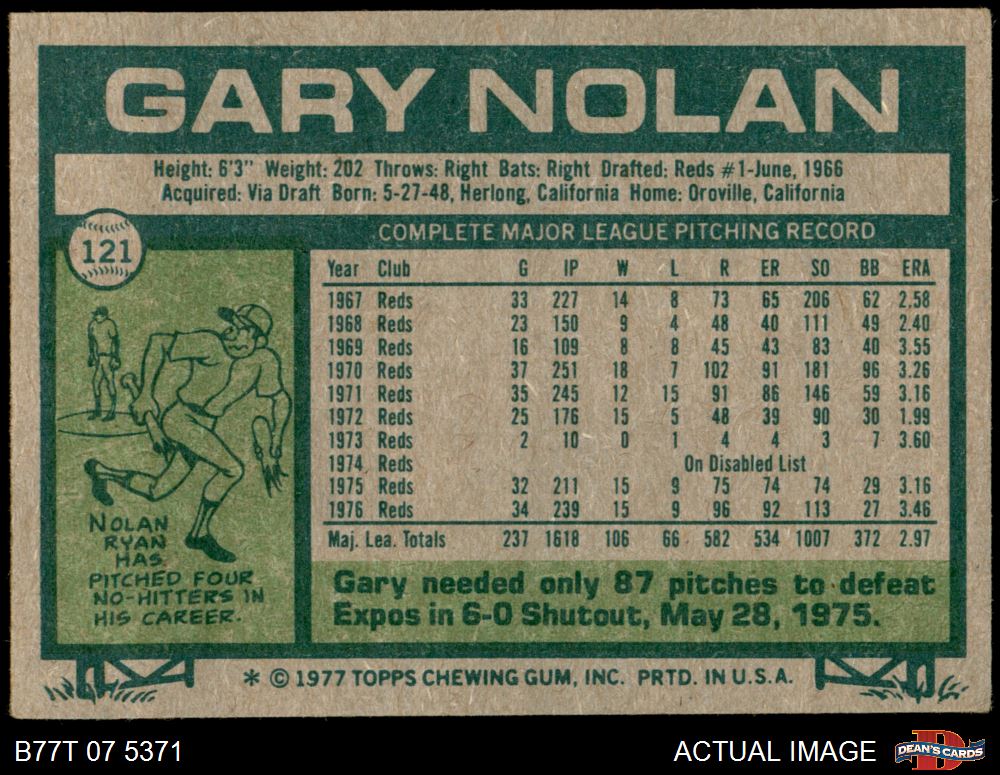 GARY NOLAN
Height: 6'3" Weight: 202 Throws: Right Bats: Right Drafted: Reds #1-June, 1966
Acquired: Via Draft Born: 5-27-48, Herlong, California Home: Oroville, California
121
COMPLETE MAJOR LEAGUE PITCHING RECORD
Year Club G IP W L R ER SO BB ERA
1967 Reds 33 227 14 8 73 65 206 62 2.58
1968 Reds 23 150 9 4 48 40 111 49 2.40
1969 Reds 16 109 8 8 45 43 83 40 3.55
1970 Reds 37 251 18 7 102 91 181 96 3.26
1971 Reds 35 245 12 15 91 86 146 59 3.16
1972 Reds 25 176 15 5 48 39 90 30 1.99
1973 Reds 2 10 0 1 4 4 3 7 3.60
1974 Reds On Disabled List
1975 Reds 32 211 15 9 75 74 74 29 3.16
1976 Reds 34 239 15 9 96 92 113 27 3.46
Maj. Lea. Totals 237 1618 106 66 582 534 1007 372 2.97
NOLAN
RYAN
HAS
PITCHED FOUR
NO-HITTERS IN
HIS CAREER.
Gary needed only 87 pitches to defeat
Expos in 6-0 Shutout, May 28, 1975.
* © 1977 TOPPS CHEWING GUM, INC. PRTD. IN U.S.A.
B77T 07 5371
ACTUAL IMAGE
D
DEAN'S CARDS